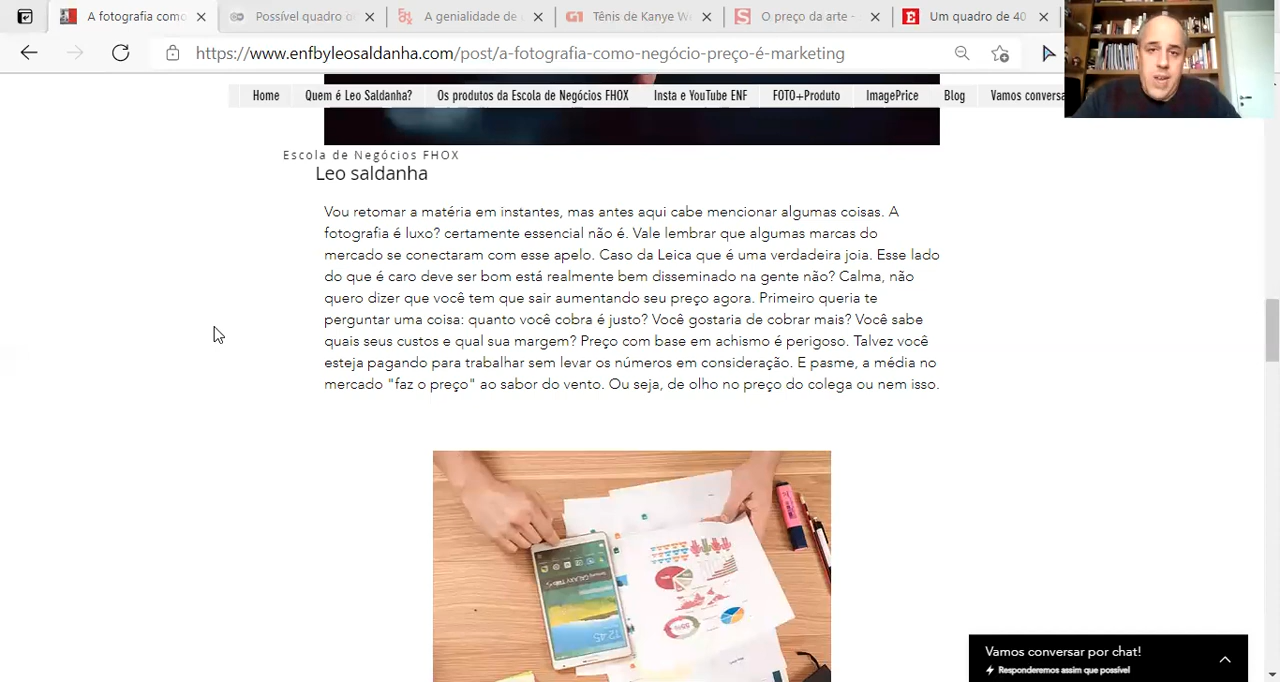 A fotografia como
Possível quadro
A genialidade de
Tênis de Kanye W
O preço da arte -
Um quadro de 40
https://www.enfbyleosaldanha.com/post/a-fotografia-como-negócio-preço-é-marketing
Home Quem é Leo Saldanha? Os produtos da Escola de Negócios FHOX Insta e YouTube ENF FOTO+Produto ImagePrice Blog Vamos conversa
Escola de Negócios FHOX
Leo saldanha
Vou retomar a matéria em instantes, mas antes aqui cabe mencionar algumas coisas. A
fotografia é luxo? certamente essencial não é. Vale lembrar que algumas marcas do
mercado se conectaram com esse apelo. Caso da Leica que é uma verdadeira joia. Esse lado
do que é caro deve ser bom está realmente bem disseminado na gente não? Calma, não
quero dizer que você tem que sair aumentando seu preço agora. Primeiro queria te
perguntar uma coisa: quanto você cobra é justo? Você gostaria de cobrar mais? Você sabe
quais seus custos e qual sua margem? Preço com base em achismo é perigoso. Talvez você
esteja pagando para trabalhar sem levar os números em consideração. E pasme, a média no
mercado "faz o preço" ao sabor do vento. Ou seja, de olho no preço do colega ou nem isso.
12:45
55%
Vamos conversar por chat!
Responderemos assim que possível